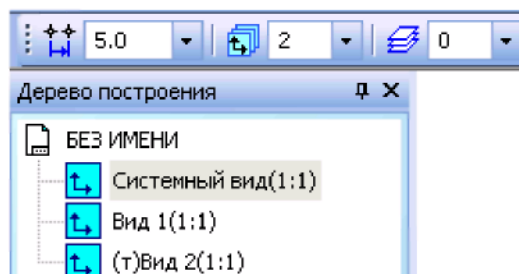 5.0 2 0
Дерево построения
БЕЗ ИМЕНИ
Системный вид(1:1)
Вид 1(1:1)
(т)Вид 2(1:1)